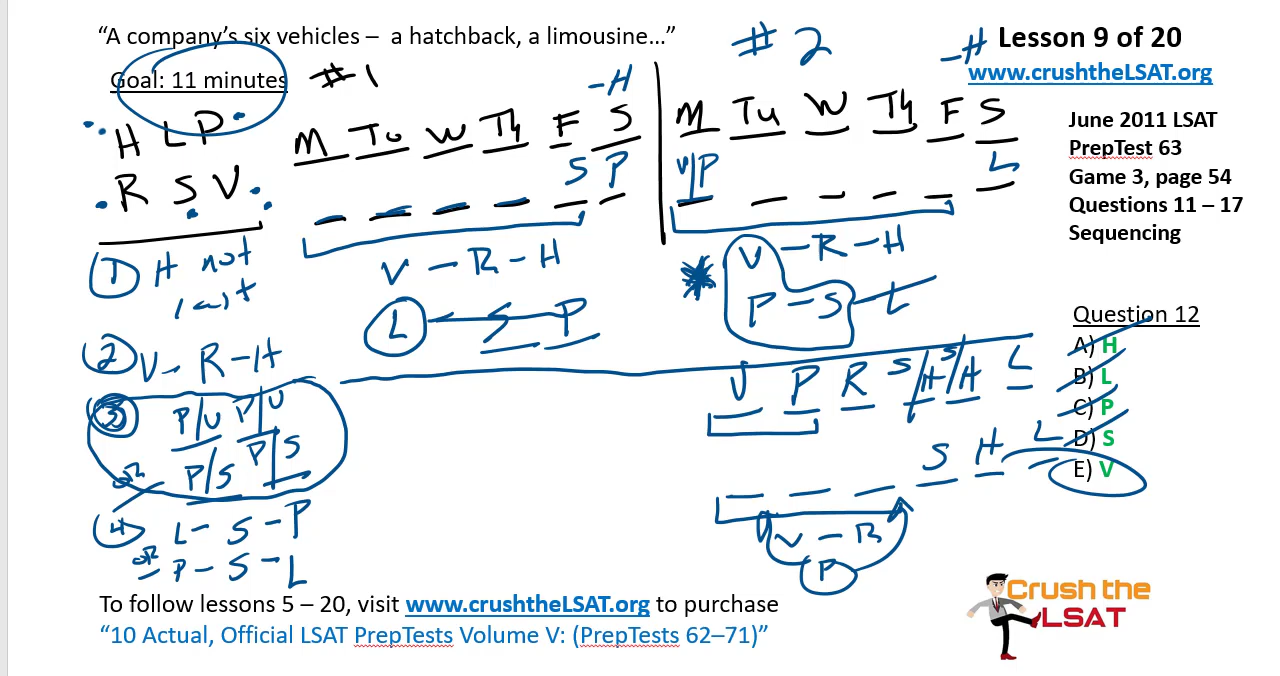 “A company’s six vehicles – a hatchback, a limousine…”
Goal: 11 minutes
#1
#2
Lesson 9 of 20
www.crushtheLSAT.org
H L P
R S V
① H not last
② V – R – H
③ P/V P/V
or P/S P/S
④ L – S – P
or P – S – L
–H
M Tu W Th F S
S P
V – R – H
L – S – P
–H
M Tu W Th F S
V/P L
V – R – H
P – S – L
V P R S/H S/H L
S H L
V – R
P
June 2011 LSAT
PrepTest 63
Game 3, page 54
Questions 11 – 17
Sequencing
Question 12
A) H
B) L
C) P
D) S
E) V
To follow lessons 5 – 20, visit www.crushtheLSAT.org to purchase
“10 Actual, Official LSAT PrepTests Volume V: (PrepTests 62–71)”
Crush the
LSAT